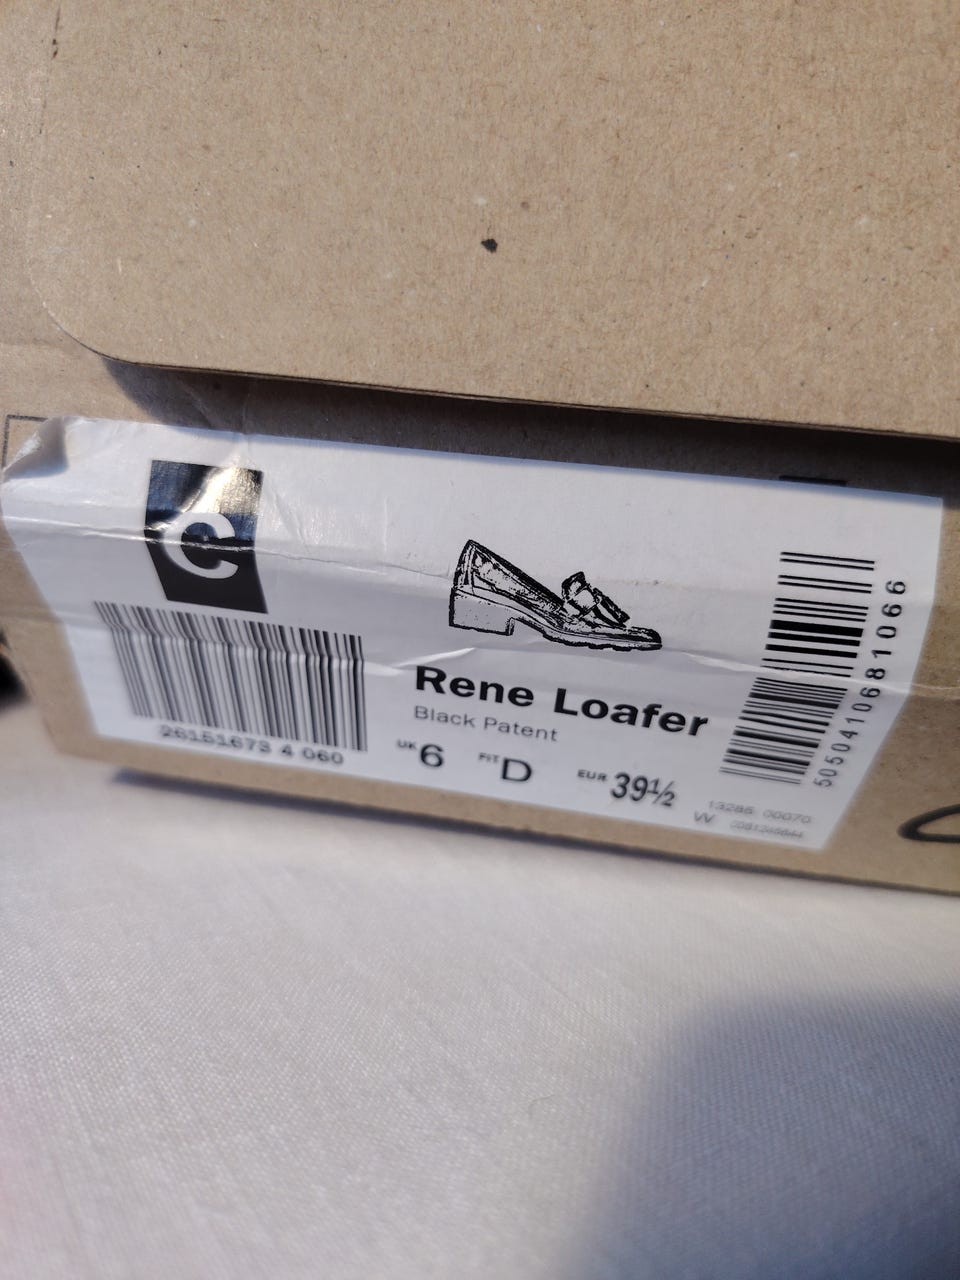 C
26151673 4 060
Rene Loafer
Black Patent
UK 6 FIT D EUR 39½
5050410681066
13286 00070
W